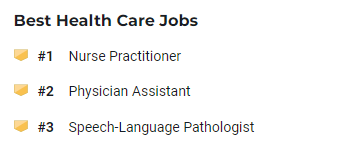 Best Health Care Jobs
#1 Nurse Practitioner
#2 Physician Assistant
#3 Speech-Language Pathologist